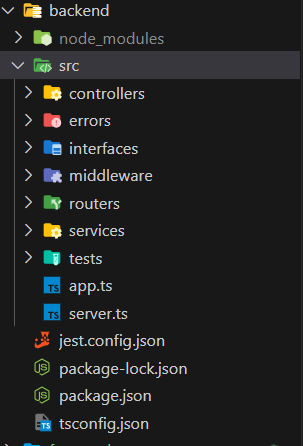 backend
node_modules
src
controllers
errors
interfaces
middleware
routers
services
tests
TS app.ts
TS server.ts
jest.config.json
package-lock.json
package.json
TS tsconfig.json